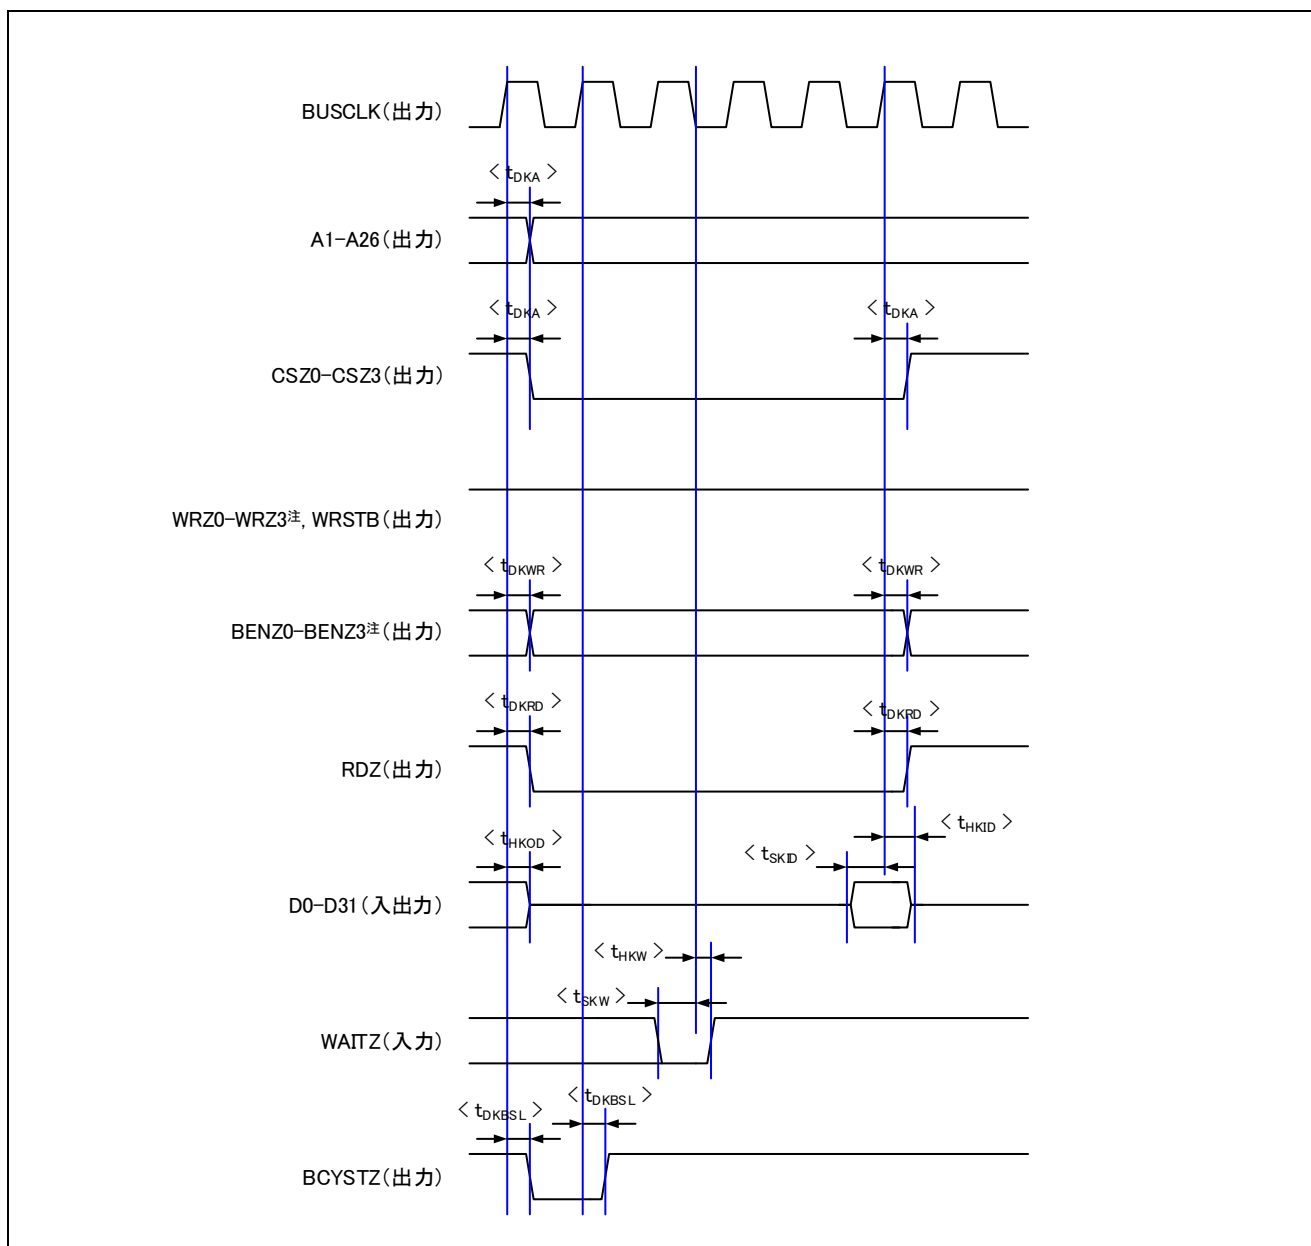 BUSCLK(出力)
< tDKA >
A1-A26(出力)
< tDKA > < tDKA >
CSZ0-CSZ3(出力)
WRZ0-WRZ3注, WRSTB(出力)
< tDKWR > < tDKWR >
BENZ0-BENZ3注(出力)
< tDKRD > < tDKRD >
RDZ(出力)
< tHKID >
< tHKOD > < tSKID >
D0-D31(入出力)
< tHKW >
< tSKW >
WAITZ(入力)
< tDKBSL >
< tDKBSL >
BCYSTZ(出力)